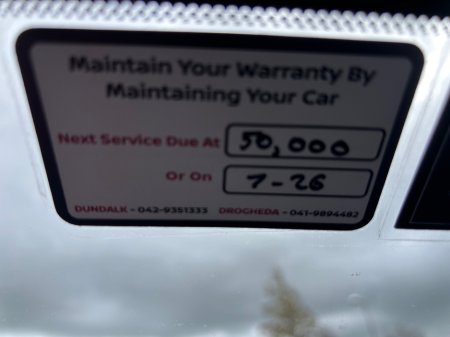 Maintain Your Warranty By
Maintaining Your Car
Next Service Due At 50,000
Or On 7-26
DUNDALK - 042-9351333 DROGHEDA - 041-9894482